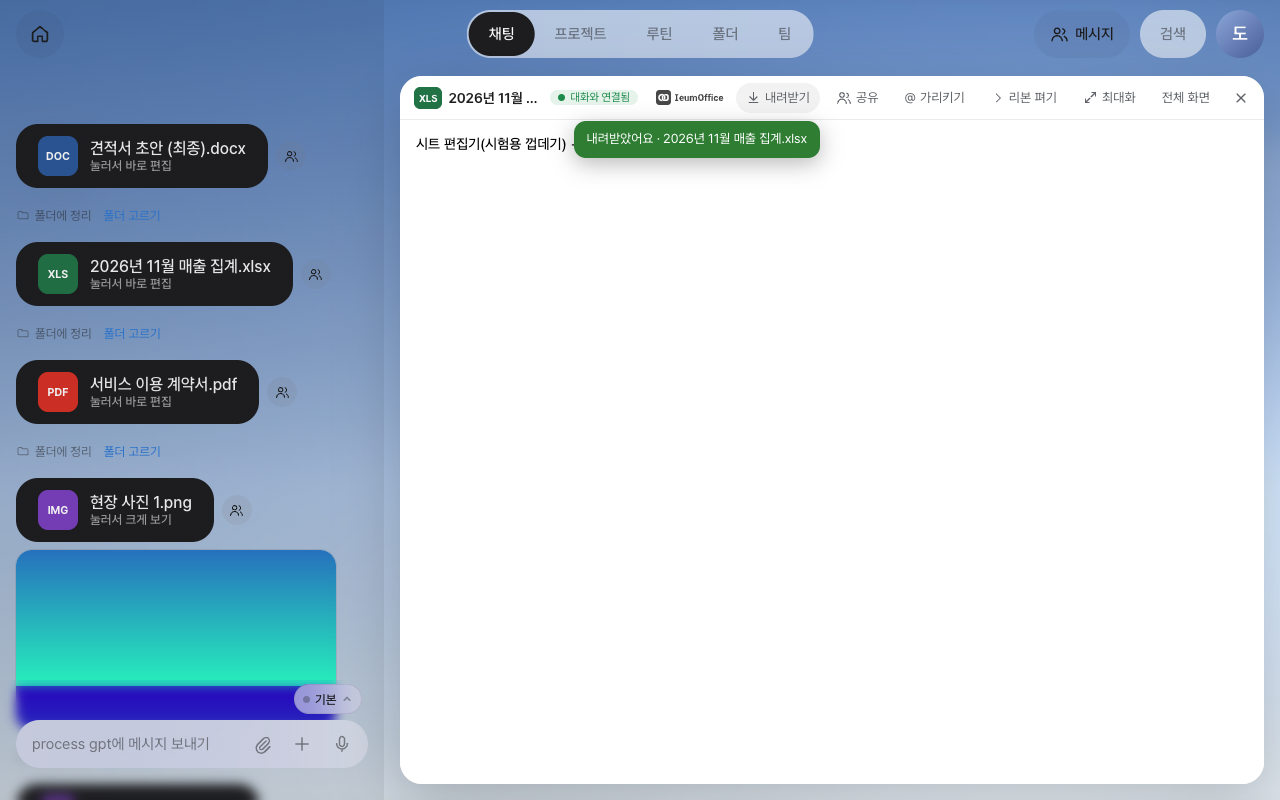 채팅
프로젝트
루틴
폴더
팀
메시지
검색
도
XLS 2026년 11월 ...
대화와 연결됨
IeumOffice
내려받기
공유
@ 가리키기
리본 펴기
최대화
전체 화면
내려받았어요 · 2026년 11월 매출 집계.xlsx
시트 편집기(시험용 껍데기)
DOC
견적서 초안 (최종).docx
눌러서 바로 편집
폴더에 정리 폴더 고르기
XLS
2026년 11월 매출 집계.xlsx
눌러서 바로 편집
폴더에 정리 폴더 고르기
PDF
서비스 이용 계약서.pdf
눌러서 바로 편집
폴더에 정리 폴더 고르기
IMG
현장 사진 1.png
눌러서 크게 보기
기본
process gpt에 메시지 보내기